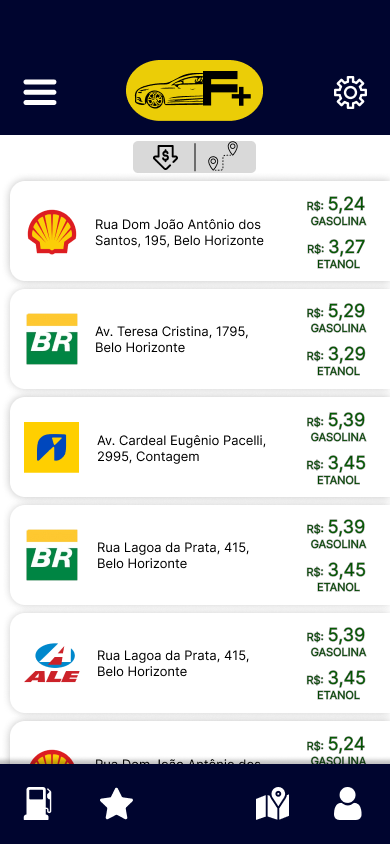 F+
$
R$: 5,24
GASOLINA
Rua Dom João Antônio dos
Santos, 195, Belo Horizonte
R$: 3,27
ETANOL
R$: 5,29
GASOLINA
BR
Av. Teresa Cristina, 1795,
Belo Horizonte
R$: 3,29
ETANOL
R$: 5,39
GASOLINA
Av. Cardeal Eugênio Pacelli,
2995, Contagem
R$: 3,45
ETANOL
R$: 5,39
GASOLINA
BR
Rua Lagoa da Prata, 415,
Belo Horizonte
R$: 3,45
ETANOL
R$: 5,39
GASOLINA
ALE
Rua Lagoa da Prata, 415,
Belo Horizonte
R$: 3,45
ETANOL
R$: 5,24
GASOLINA
Rua Dom João Antônio dos